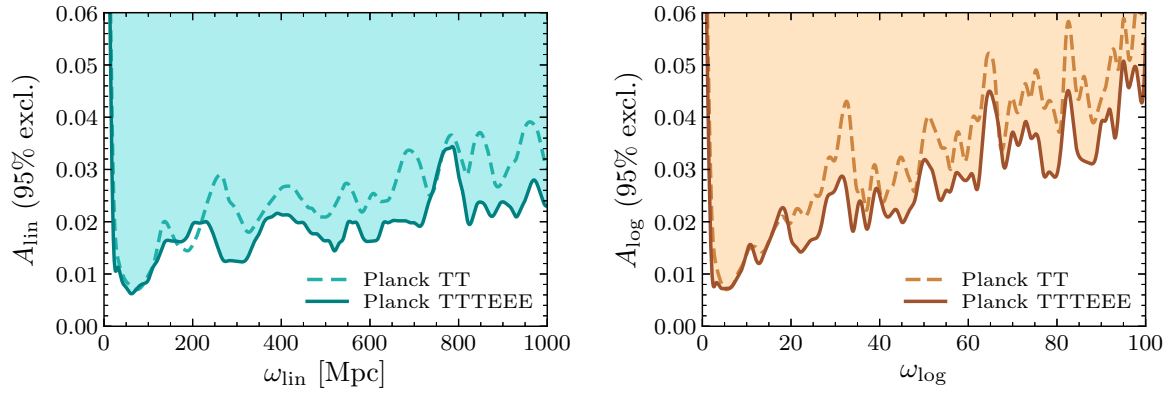 0.06
0.05
0.04
0.03
0.02
0.01
0.00
A_lin (95% excl.)
Planck TT
Planck TTTEEE
0 200 400 600 800 1000
ω_lin [Mpc]
0.06
0.05
0.04
0.03
0.02
0.01
0.00
A_log (95% excl.)
Planck TT
Planck TTTEEE
0 20 40 60 80 100
ω_log